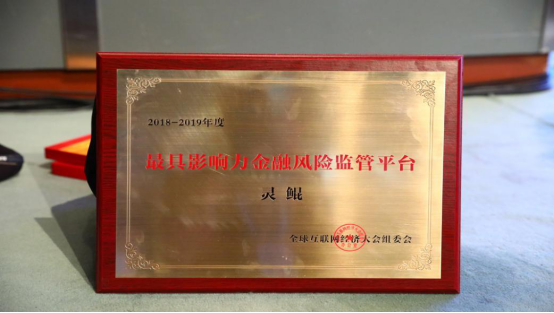 2018-2019年度
最具影响力金融风险监管平台
灵鲲
全球互联网经济大会组委会